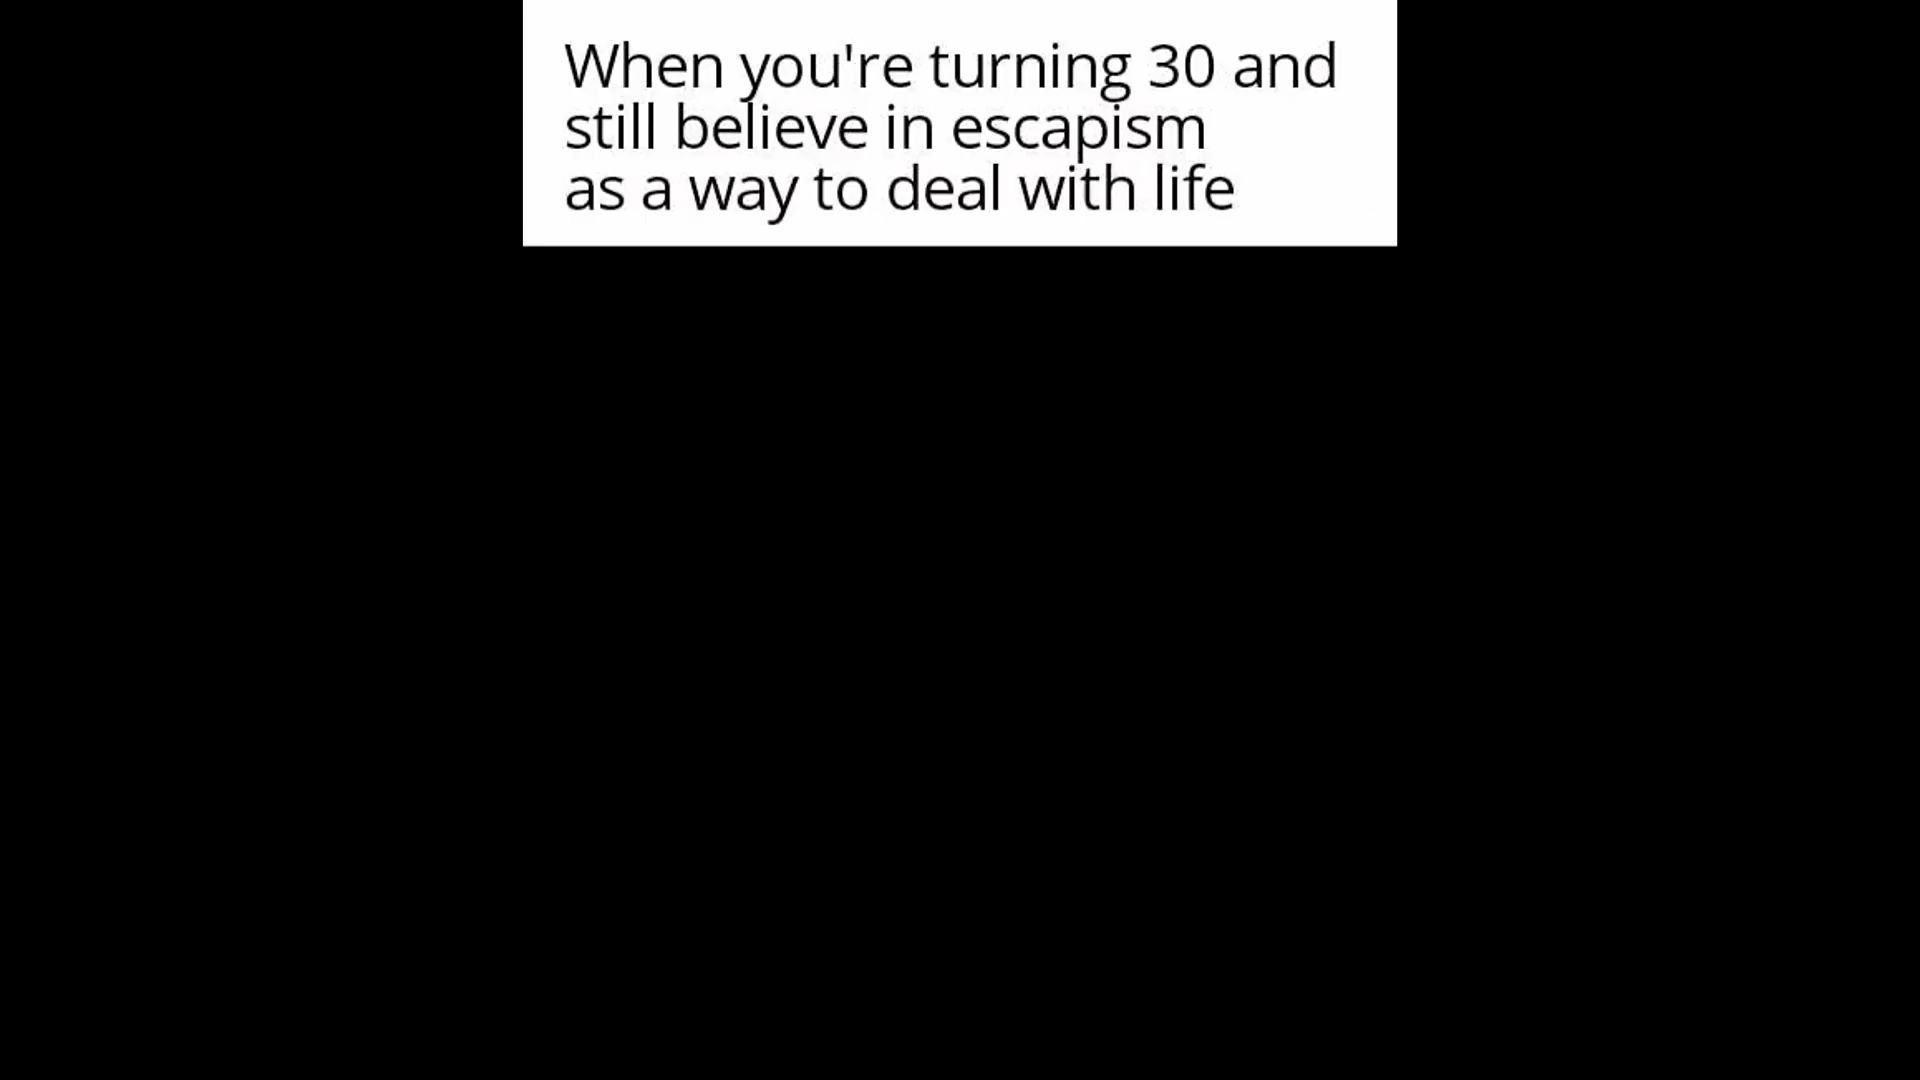 When you're turning 30 and
still believe in escapism
as a way to deal with life